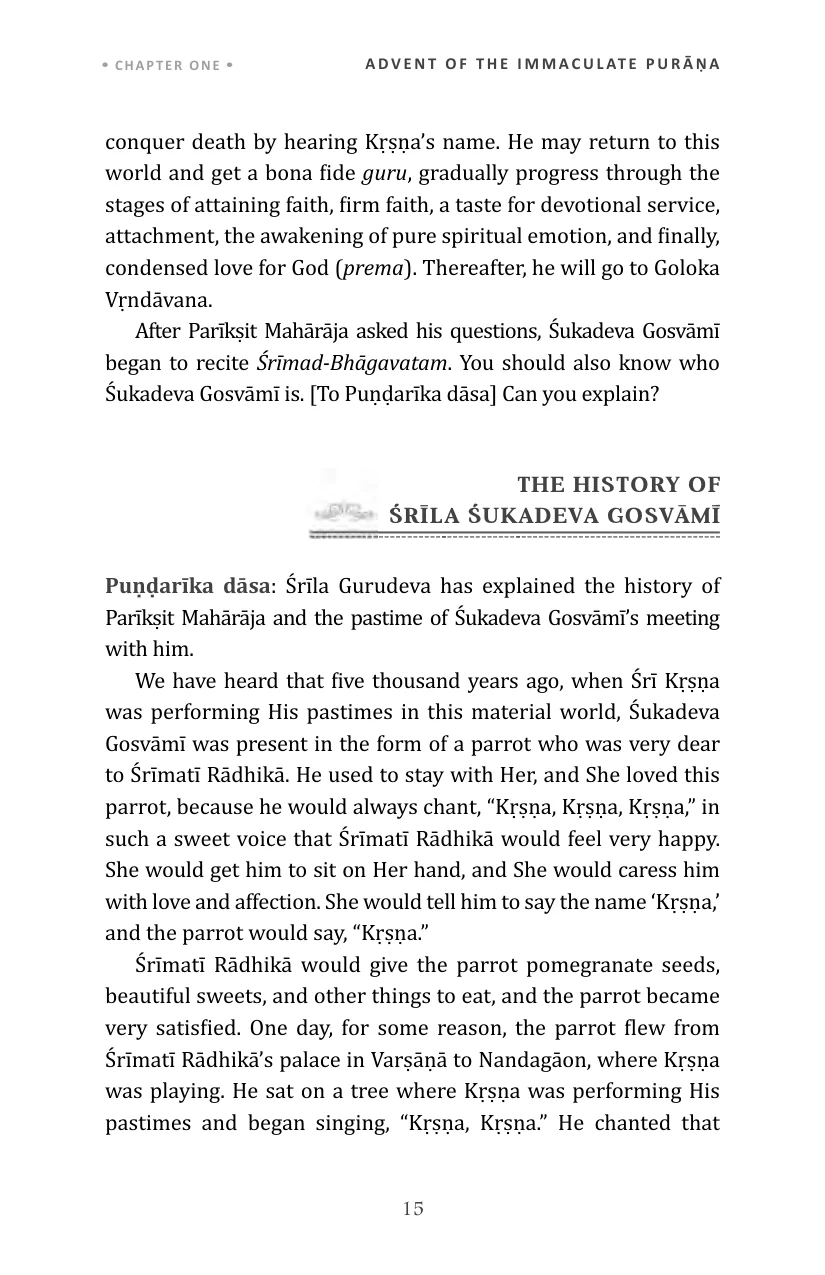 • CHAPTER ONE •
ADVENT OF THE IMMACULATE PURĀṆA
conquer death by hearing Kṛṣṇa’s name. He may return to this
world and get a bona fide guru, gradually progress through the
stages of attaining faith, firm faith, a taste for devotional service,
attachment, the awakening of pure spiritual emotion, and finally,
condensed love for God (prema). Thereafter, he will go to Goloka
Vṛndāvana.
After Parīkṣit Mahārāja asked his questions, Śukadeva Gosvāmī
began to recite Śrīmad-Bhāgavatam. You should also know who
Śukadeva Gosvāmī is. [To Puṇḍarīka dāsa] Can you explain?
THE HISTORY OF
ŚRĪLA ŚUKADEVA GOSVĀMĪ
Puṇḍarīka dāsa: Śrīla Gurudeva has explained the history of
Parīkṣit Mahārāja and the pastime of Śukadeva Gosvāmī’s meeting
with him.
We have heard that five thousand years ago, when Śrī Kṛṣṇa
was performing His pastimes in this material world, Śukadeva
Gosvāmī was present in the form of a parrot who was very dear
to Śrīmatī Rādhikā. He used to stay with Her, and She loved this
parrot, because he would always chant, “Kṛṣṇa, Kṛṣṇa, Kṛṣṇa,” in
such a sweet voice that Śrīmatī Rādhikā would feel very happy.
She would get him to sit on Her hand, and She would caress him
with love and affection. She would tell him to say the name ‘Kṛṣṇa,’
and the parrot would say, “Kṛṣṇa.”
Śrīmatī Rādhikā would give the parrot pomegranate seeds,
beautiful sweets, and other things to eat, and the parrot became
very satisfied. One day, for some reason, the parrot flew from
Śrīmatī Rādhikā’s palace in Varṣāṇā to Nandagāon, where Kṛṣṇa
was playing. He sat on a tree where Kṛṣṇa was performing His
pastimes and began singing, “Kṛṣṇa, Kṛṣṇa.” He chanted that
15